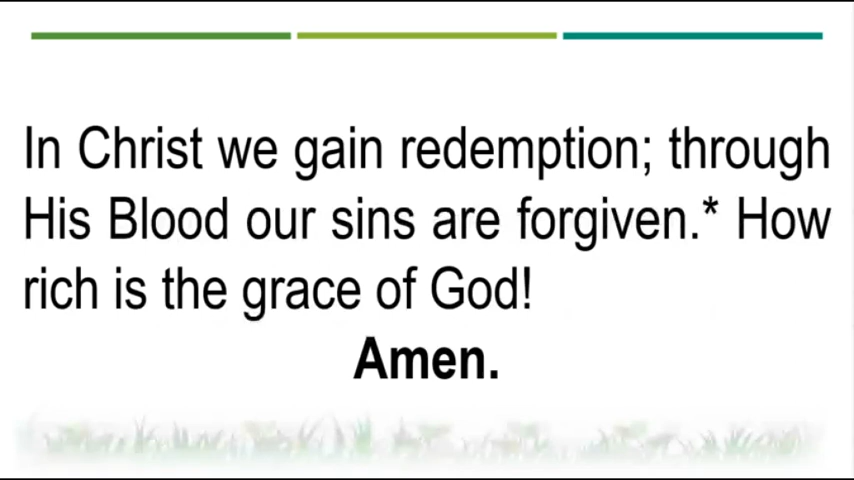 In Christ we gain redemption; through
His Blood our sins are forgiven.* How
rich is the grace of God!
Amen.